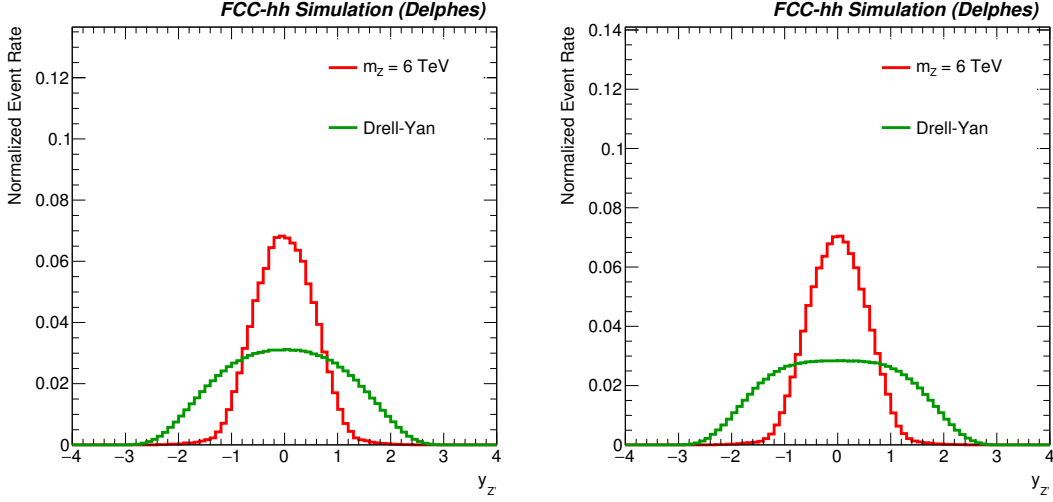 FCC-hh Simulation (Delphes)
Normalized Event Rate
0.12
0.1
0.08
0.06
0.04
0.02
0
m_Z = 6 TeV
Drell-Yan
−4 −3 −2 −1 0 1 2 3 4
y_Z'
FCC-hh Simulation (Delphes)
Normalized Event Rate
0.14
0.12
0.1
0.08
0.06
0.04
0.02
0
m_Z = 6 TeV
Drell-Yan
−4 −3 −2 −1 0 1 2 3 4
y_Z'